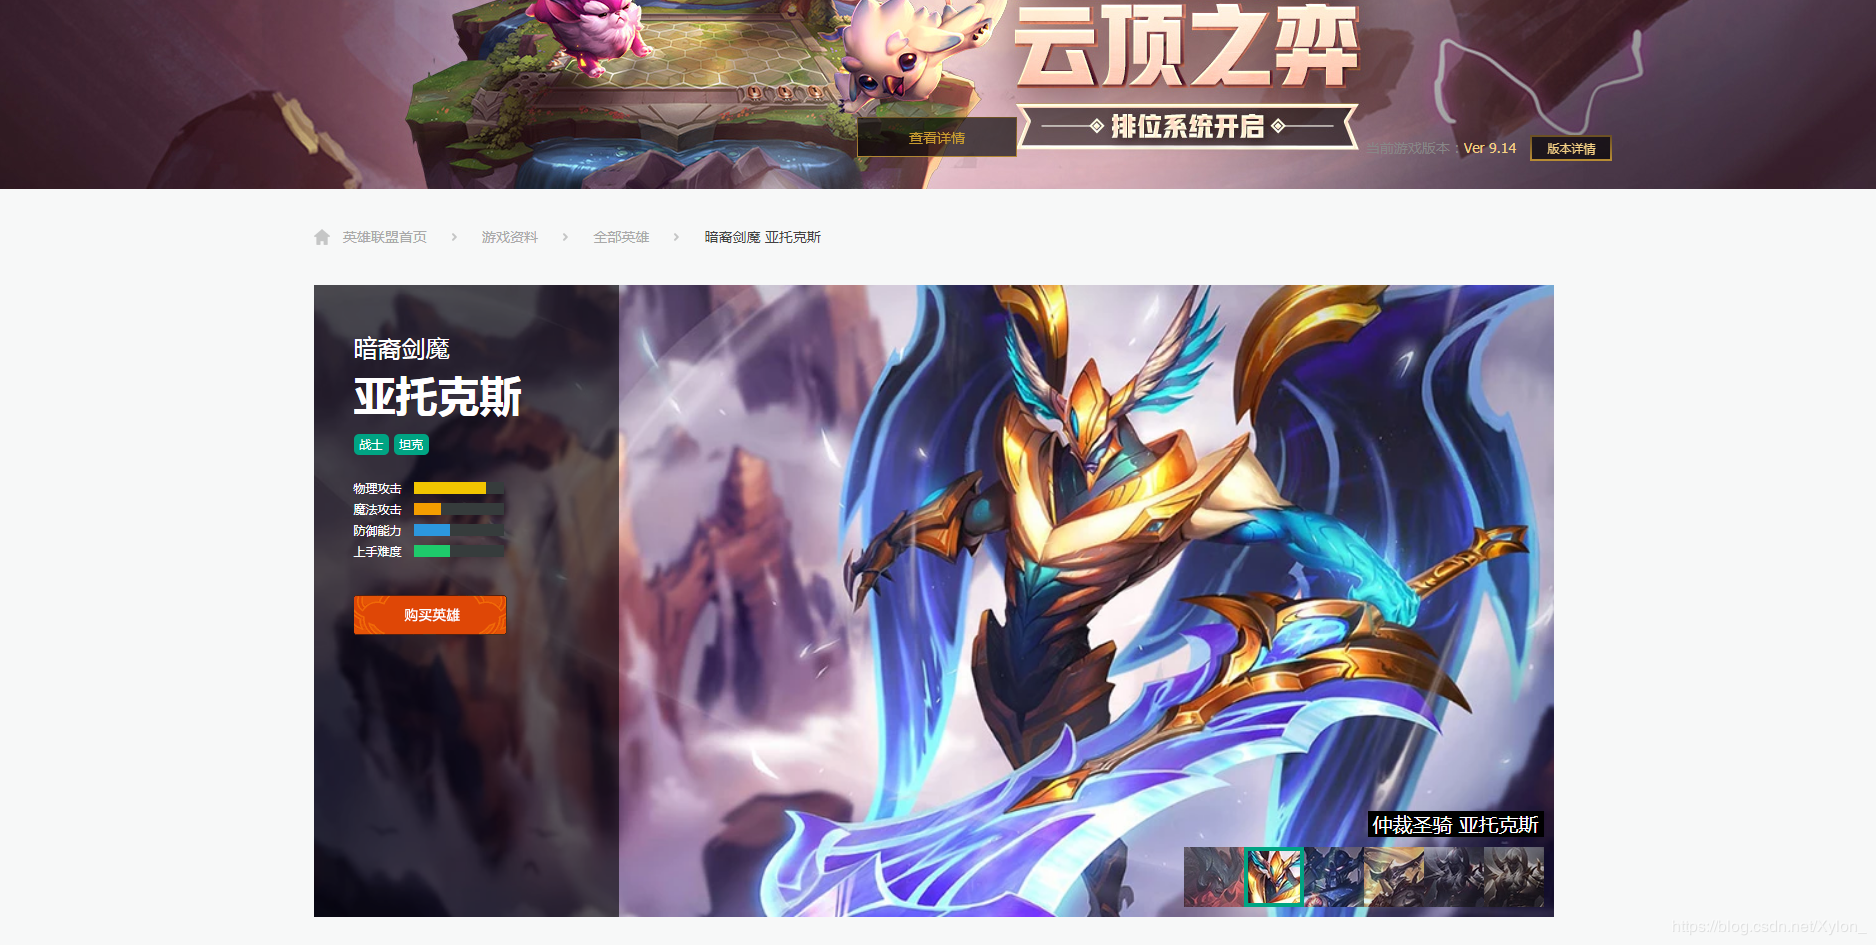 云顶之弈
排位系统开启
查看详情
当前游戏版本：Ver 9.14 版本详情
英雄联盟首页 > 游戏资料 > 全部英雄 > 暗裔剑魔 亚托克斯
暗裔剑魔
亚托克斯
战士 坦克
物理攻击
魔法攻击
防御能力
上手难度
购买英雄
仲裁圣骑 亚托克斯
https://blog.csdn.net/Xylon_